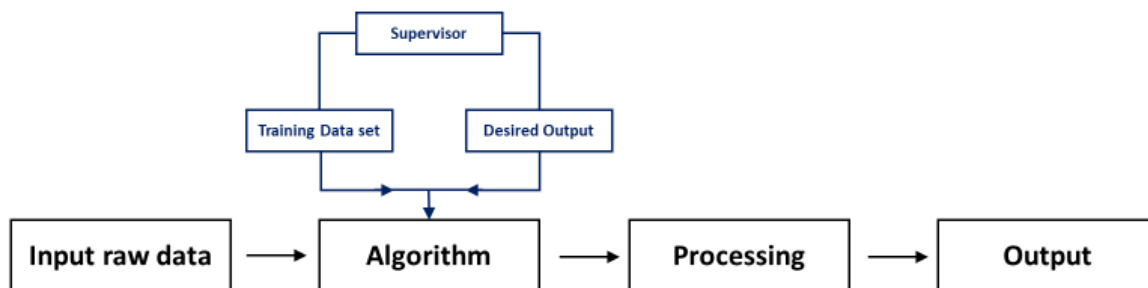 Supervisor
Training Data set
Desired Output
Input raw data
Algorithm
Processing
Output